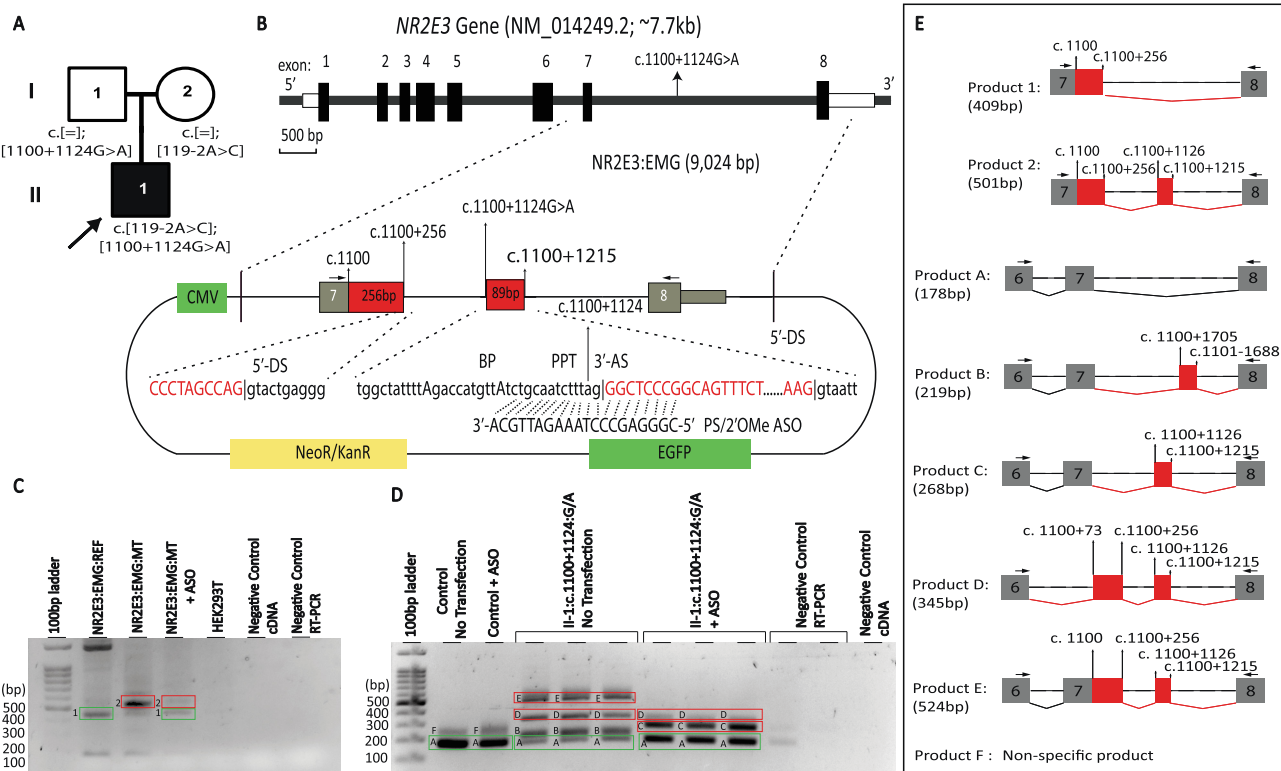 A
I
1
2
c.[=];
[1100+1124G>A]
c.[=];
[119-2A>C]
II
1
c.[119-2A>C];
[1100+1124G>A]
B
NR2E3 Gene (NM_014249.2; ~7.7kb)
exon:
1 2 3 4 5 6 7 8
c.1100+1124G>A
5’
3’
500 bp
NR2E3:EMG (9,024 bp)
c.1100+1124G>A
c.1100+256
c.1100
c.1100+1215
CMV
7
256bp
89bp
c.1100+1124
8
5’-DS
5’-DS
BP PPT 3’-AS
CCCTAGCCAG|gtactgaggg
tggctattttAgaccatgttAtctgcaatctttag|GGCTCCCGGCAGTTTCT......AAG|gtaatt
3’-ACGTTAGAAATCCCGAGGGC-5’ PS/2’OMe ASO
NeoR/KanR
EGFP
C
100bp ladder
NR2E3:EMG:REF
NR2E3:EMG:MT
NR2E3:EMG:MT
+ ASO
HEK293T
Negative Control
cDNA
Negative Control
RT-PCR
(bp)
500
400
300
200
100
1
2
2
1
D
100bp ladder
Control
No Transfection
Control + ASO
II-1:c.1100+1124:G/A
No Transfection
II-1:c.1100+1124:G/A
+ ASO
Negative Control
RT-PCR
Negative Control
cDNA
(bp)
500
400
300
200
100
E E E
D D D D D D
F F B B B C C C
A A A A A A A A
E
c.1100
c.1100+256
Product 1:
(409bp)
7
8
c.1100
c.1100+1126
Product 2:
(501bp)
c.1100+256
c.1100+1215
7
8
Product A:
(178bp)
6
7
8
c. 1100+1705
c.1101-1688
Product B:
(219bp)
6
7
8
c. 1100+1126
c.1100+1215
Product C:
(268bp)
6
7
8
c. 1100+73
c.1100+256
c.1100+1126
c.1100+1215
Product D:
(345bp)
6
8
c.1100
c.1100+256
c.1100+1126
c.1100+1215
Product E:
(524bp)
6
7
8
Product F : Non-specific product